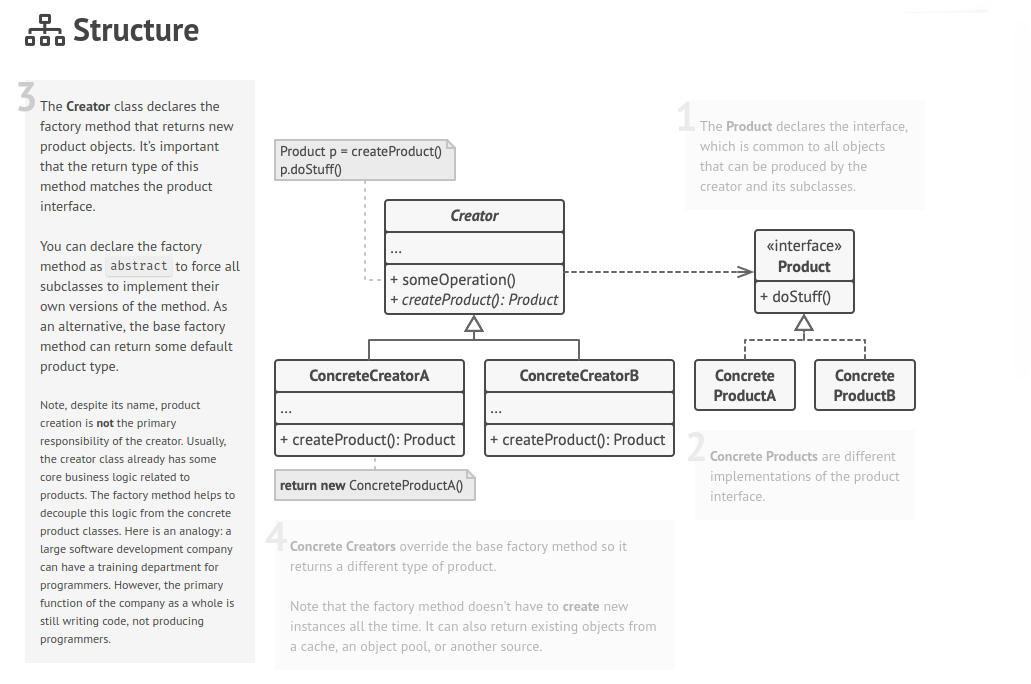 Structure
3
The Creator class declares the
factory method that returns new
product objects. It's important
that the return type of this
method matches the product
interface.
You can declare the factory
method as abstract to force all
subclasses to implement their
own versions of the method. As
an alternative, the base factory
method can return some default
product type.
Note, despite its name, product
creation is not the primary
responsibility of the creator. Usually,
the creator class already has some
core business logic related to
products. The factory method helps to
decouple this logic from the concrete
product classes. Here is an analogy: a
large software development company
can have a training department for
programmers. However, the primary
function of the company as a whole is
still writing code, not producing
programmers.
Product p = createProduct()
p.doStuff()
Creator
...
+ someOperation()
+ createProduct(): Product
ConcreteCreatorA
...
+ createProduct(): Product
ConcreteCreatorB
...
+ createProduct(): Product
return new ConcreteProductA()
1
The Product declares the interface,
which is common to all objects
that can be produced by the
creator and its subclasses.
«interface»
Product
+ doStuff()
Concrete
ProductA
Concrete
ProductB
2
Concrete Products are different
implementations of the product
interface.
4
Concrete Creators override the base factory method so it
returns a different type of product.
Note that the factory method doesn't have to create new
instances all the time. It can also return existing objects from
a cache, an object pool, or another source.